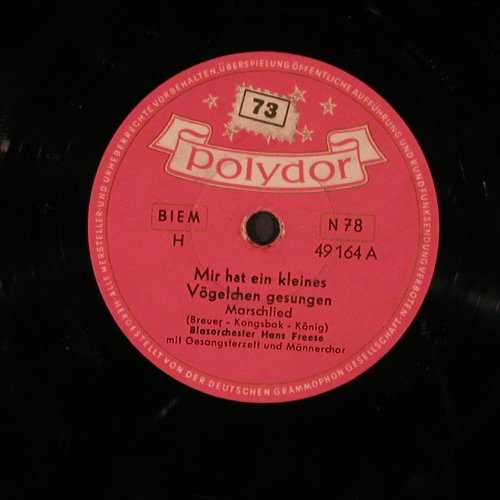 ALLE HERSTELLER- UND URHEBERRECHTE VORBEHALTEN · ÜBERSPIELUNG, ÖFFENTLICHE AUFFÜHRUNG UND RUNDFUNKSENDUNG VERBOTEN
73
polydor
BIEM
N 78
H
49164 A
Mir hat ein kleines
Vögelchen gesungen
Marschlied
(Breuer - Kongsbak - König)
Blasorchester Hans Freese
mit Gesangsterzett und Männerchor
HERGESTELLT VON DER DEUTSCHEN GRAMMOPHON GESELLSCHAFT